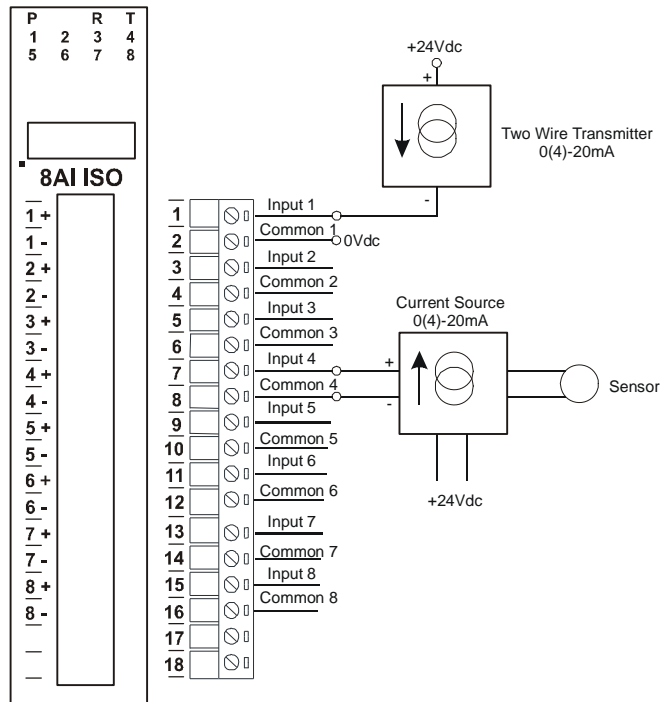 P R T
1 2 3 4
5 6 7 8
8AI ISO
1 +
1 -
2 +
2 -
3 +
3 -
4 +
4 -
5 +
5 -
6 +
6 -
7 +
7 -
8 +
8 -
1 Input 1
2 Common 1 0Vdc
3 Input 2
4 Common 2
5 Input 3
6 Common 3
7 Input 4
8 Common 4
9 Input 5
10 Common 5
11 Input 6
12 Common 6
13 Input 7
14 Common 7
15 Input 8
16 Common 8
17
18
+24Vdc
+
Two Wire Transmitter
0(4)-20mA
-
Current Source
0(4)-20mA
+
-
Sensor
+24Vdc